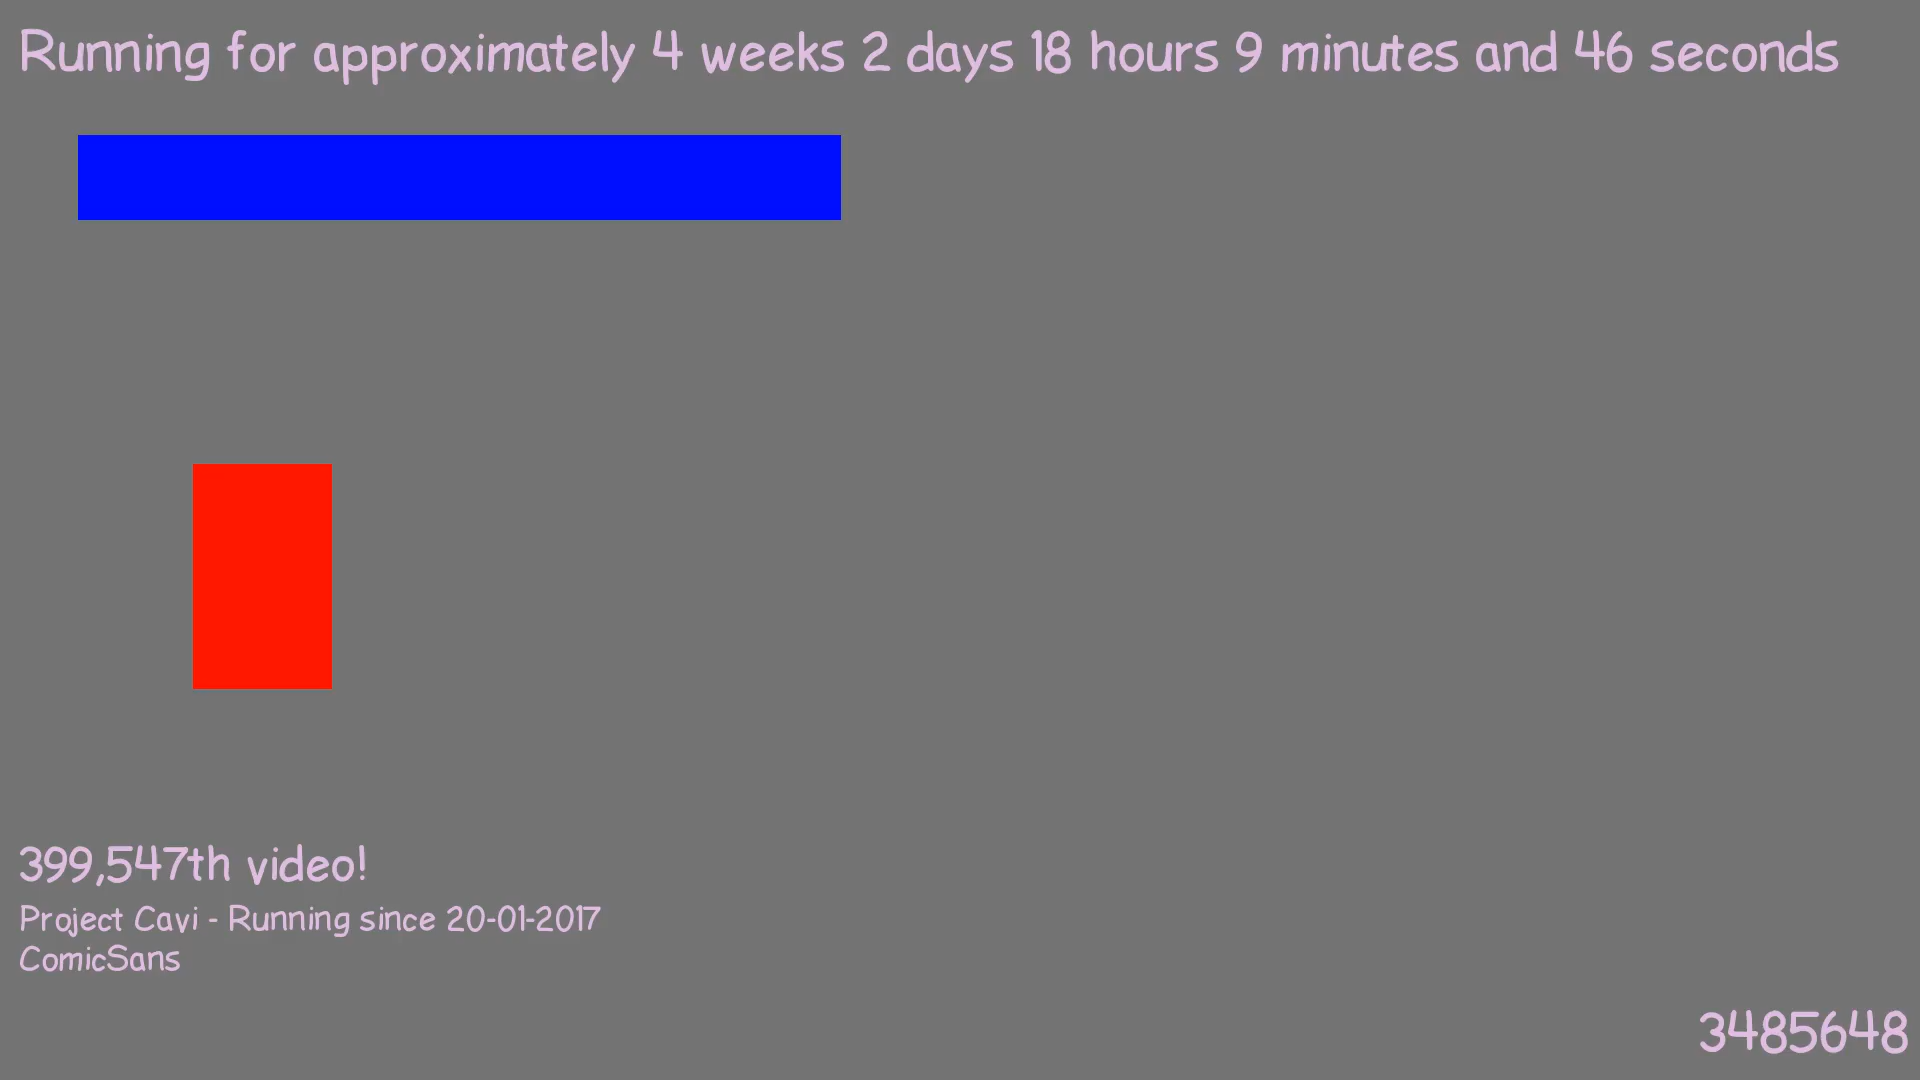 Running for approximately 4 weeks 2 days 18 hours 9 minutes and 46 seconds
399,547th video!
Project Cavi - Running since 20-01-2017
ComicSans
3485648